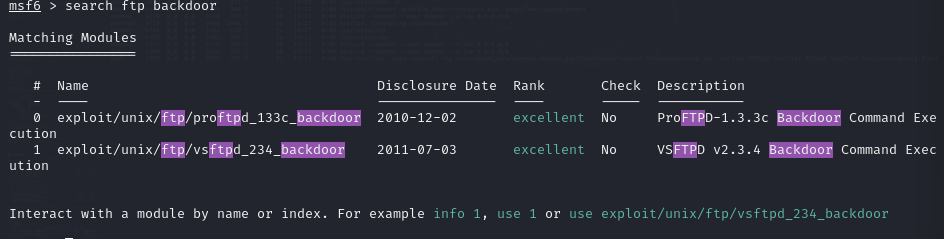 msf6 > search ftp backdoor
Matching Modules
================
#  Name                                  Disclosure Date  Rank       Check  Description
-  ----                                  ---------------  ----       -----  -----------
0  exploit/unix/ftp/proftpd_133c_backdoor  2010-12-02       excellent  No     ProFTPD-1.3.3c Backdoor Command Exe
cution
1  exploit/unix/ftp/vsftpd_234_backdoor    2011-07-03       excellent  No     VSFTPD v2.3.4 Backdoor Command Exec
ution
Interact with a module by name or index. For example info 1, use 1 or use exploit/unix/ftp/vsftpd_234_backdoor